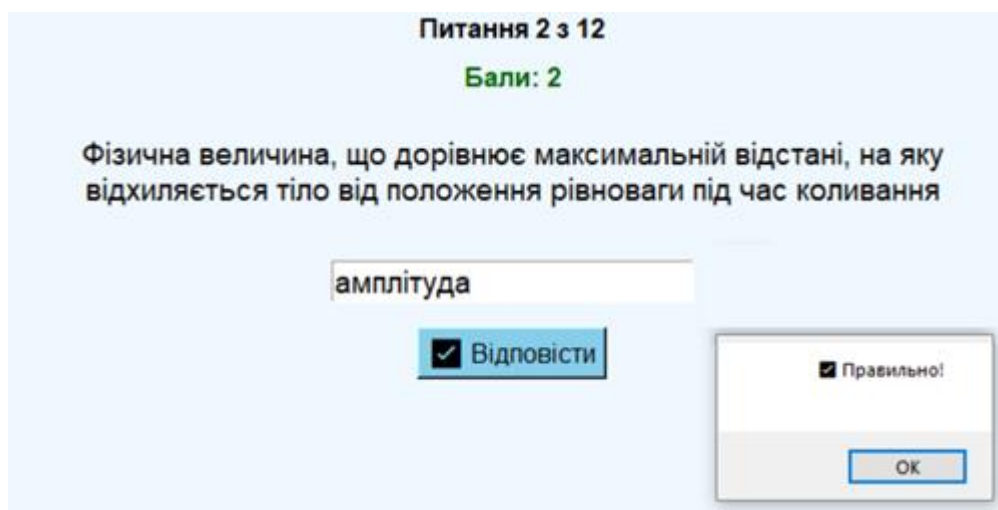 Питання 2 з 12
Бали: 2
Фізична величина, що дорівнює максимальній відстані, на яку
відхиляється тіло від положення рівноваги під час коливання
амплітуда
☑ Відповісти
☑ Правильно!
OK